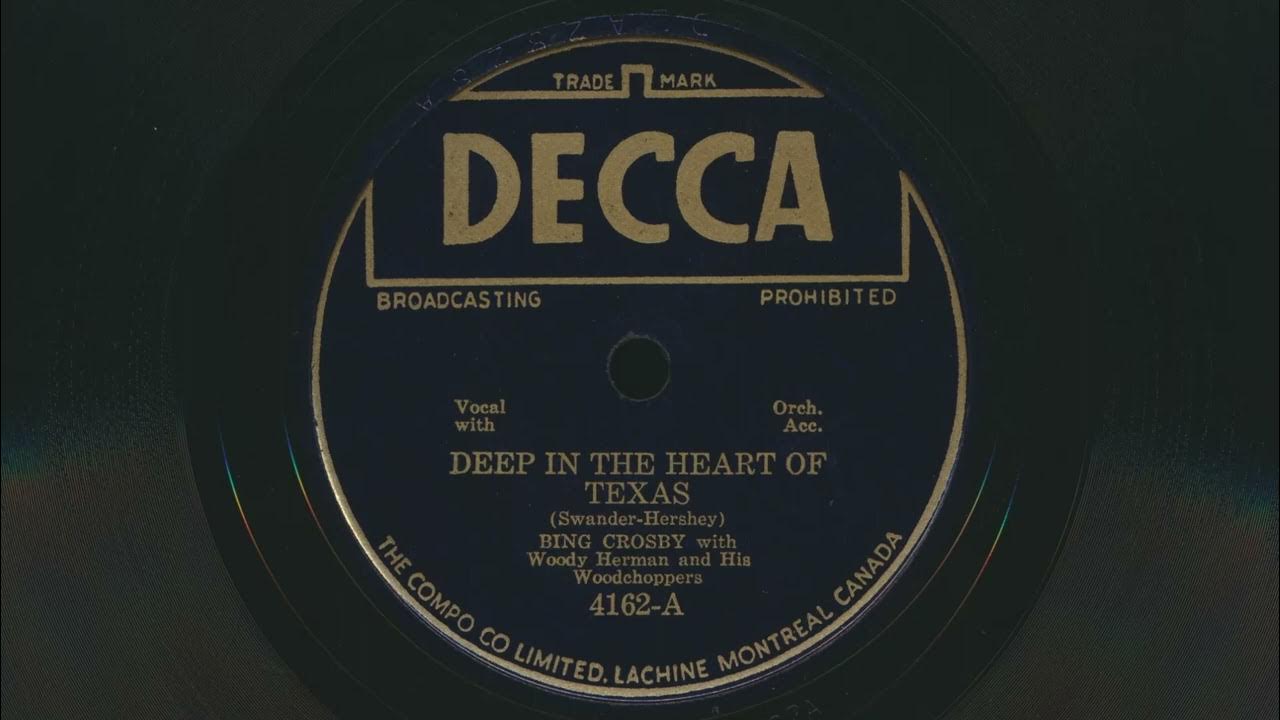 TRADE MARK
DECCA
BROADCASTING PROHIBITED
Vocal with Orch. Acc.
DEEP IN THE HEART OF
TEXAS
(Swander-Hershey)
BING CROSBY with
Woody Herman and His
Woodchoppers
4162-A
THE COMPO CO LIMITED, LACHINE MONTREAL CANADA